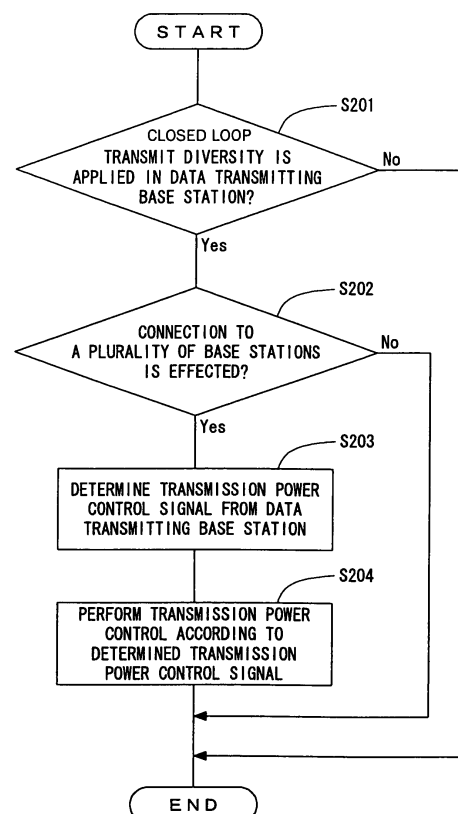 START
S201
CLOSED LOOP
TRANSMIT DIVERSITY IS
APPLIED IN DATA TRANSMITTING
BASE STATION?
No
Yes
S202
CONNECTION TO
A PLURALITY OF BASE STATIONS
IS EFFECTED?
No
Yes
S203
DETERMINE TRANSMISSION POWER
CONTROL SIGNAL FROM DATA
TRANSMITTING BASE STATION
S204
PERFORM TRANSMISSION POWER
CONTROL ACCORDING TO
DETERMINED TRANSMISSION
POWER CONTROL SIGNAL
END